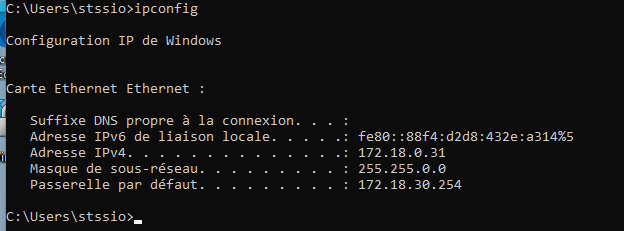 C:\Users\stssio>ipconfig
Configuration IP de Windows
Carte Ethernet Ethernet :
Suffixe DNS propre à la connexion. . . :
Adresse IPv6 de liaison locale. . . . .: fe80::88f4:d2d8:432e:a314%5
Adresse IPv4. . . . . . . . . . . . . .: 172.18.0.31
Masque de sous-réseau. . . . . . . . . : 255.255.0.0
Passerelle par défaut. . . . . . . . . : 172.18.30.254
C:\Users\stssio>